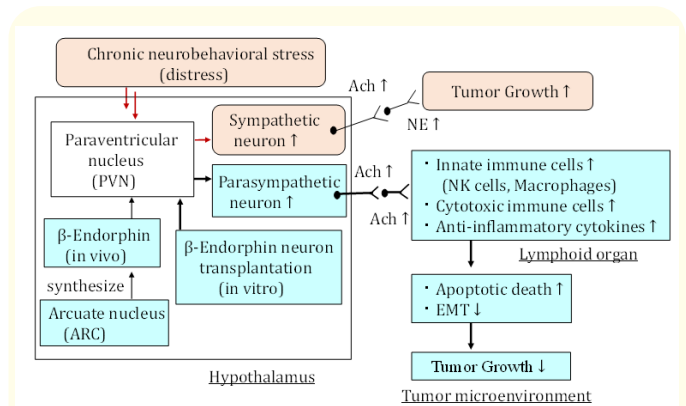 Chronic neurobehavioral stress
(distress)
Ach ↑
Tumor Growth ↑
NE ↑
Sympathetic
neuron ↑
Paraventricular
nucleus
(PVN)
Parasympathetic
neuron ↑
Ach ↑
Ach ↑
・ Innate immune cells ↑
(NK cells, Macrophages)
・ Cytotoxic immune cells ↑
・ Anti-inflammatory cytokines ↑
Lymphoid organ
β-Endorphin
(in vivo)
β-Endorphin neuron
transplantation
(in vitro)
synthesize
Arcuate nucleus
(ARC)
・ Apoptotic death ↑
・ EMT ↓
Hypothalamus
Tumor Growth ↓
Tumor microenvironment